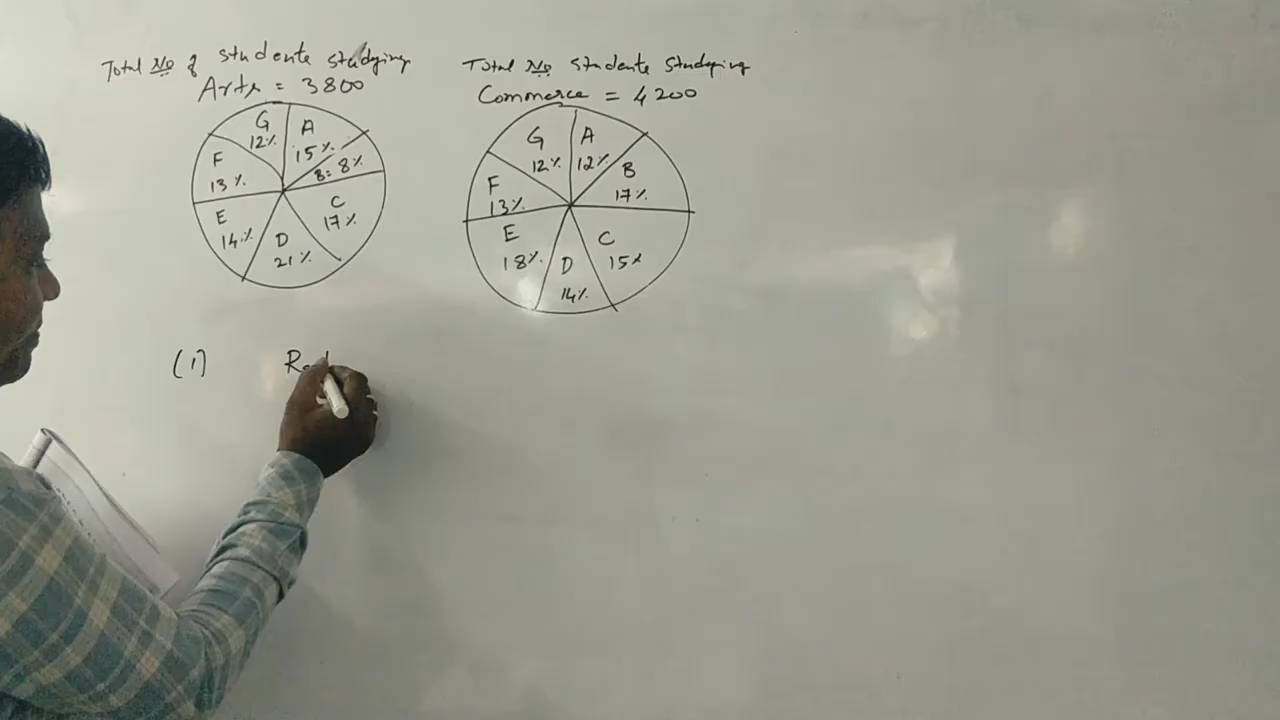 Total No of students studying
Arts = 3800
G
12%
A
15%
B = 8%
F
13%
C
17%
E
14%
D
21%
Total No students studying
Commerce = 4200
G
12%
A
12%
B
17%
F
13%
E
18%
C
15%
D
14%
(1)